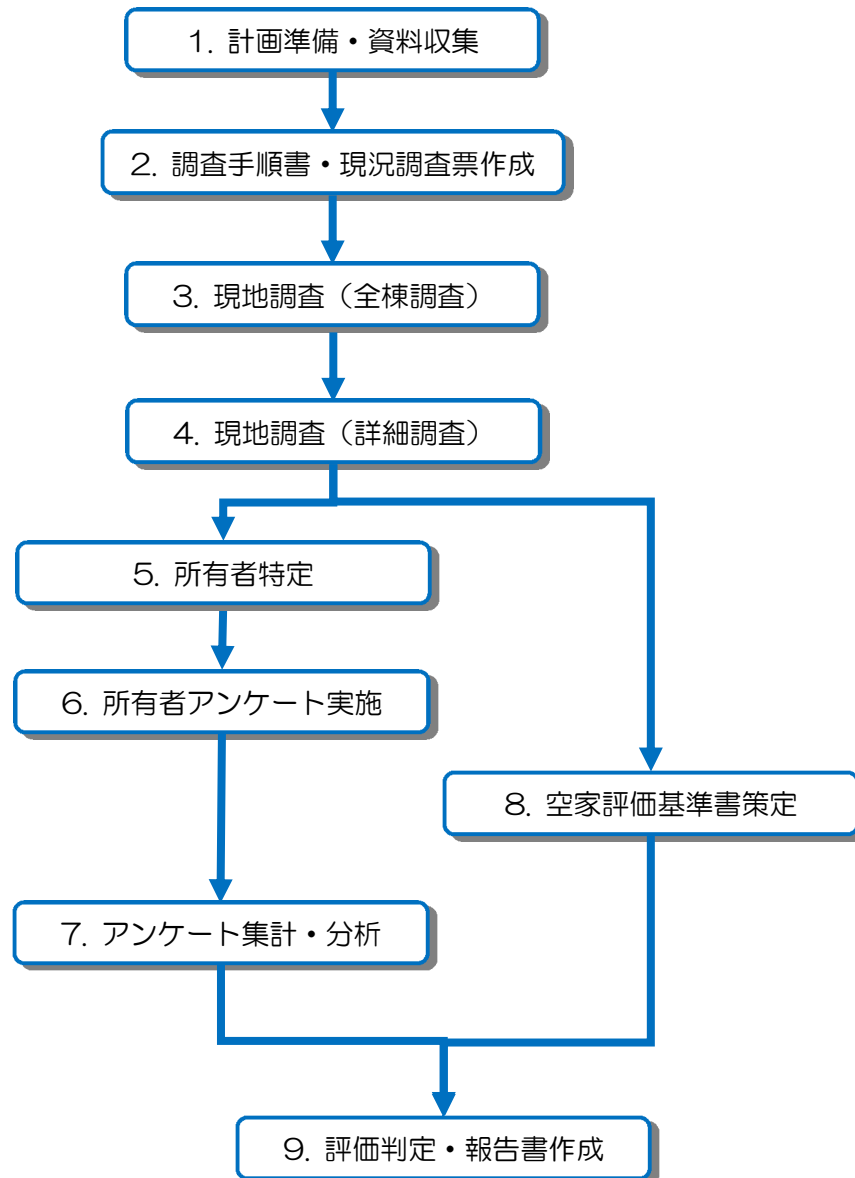 1. 計画準備・資料収集
2. 調査手順書・現況調査票作成
3. 現地調査（全棟調査）
4. 現地調査（詳細調査）
5. 所有者特定
6. 所有者アンケート実施
8. 空家評価基準書策定
7. アンケート集計・分析
9. 評価判定・報告書作成